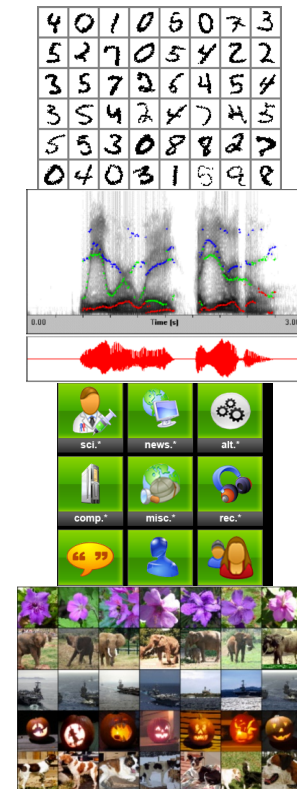 4 0 1 0 6 0 7 3
5 2 7 0 5 4 2 2
3 5 7 2 6 4 5 4
3 5 4 2 4 7 4 5
5 5 3 0 8 8 2 7
0 4 0 3 1 5 9 8
0.00 Time (s) 3.0
sci.* news.* alt.*
comp.* misc.* rec.*